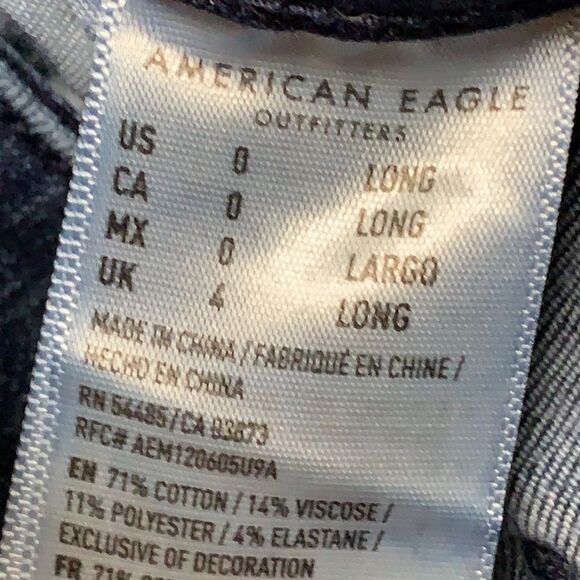 AMERICAN EAGLE
OUTFITTERS
US 0 LONG
CA 0 LONG
MX 0 LARGO
UK 4 LONG
MADE IN CHINA / FABRIQUÉ EN CHINE /
HECHO EN CHINA
RN 54485 / CA 03873
RFC# AEM120605U9A
EN 71% COTTON / 14% VISCOSE /
11% POLYESTER / 4% ELASTANE /
EXCLUSIVE OF DECORATION
FR 71%